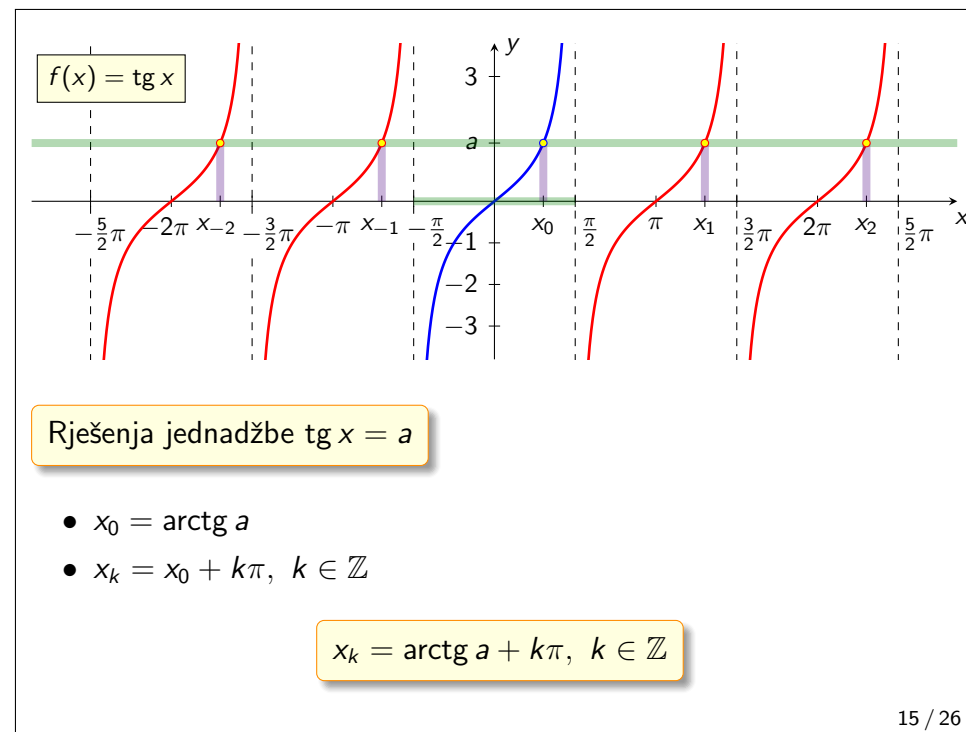 f(x) = tg x
y
3
a
−5/2π −2π x₋₂ −3/2π −π x₋₁ −π/2 x₀ π/2 π x₁ 3/2π 2π x₂ 5/2π x
−1
−2
−3
Rješenja jednadžbe tg x = a
• x₀ = arctg a
• xₖ = x₀ + kπ, k ∈ ℤ
xₖ = arctg a + kπ, k ∈ ℤ
15 / 26